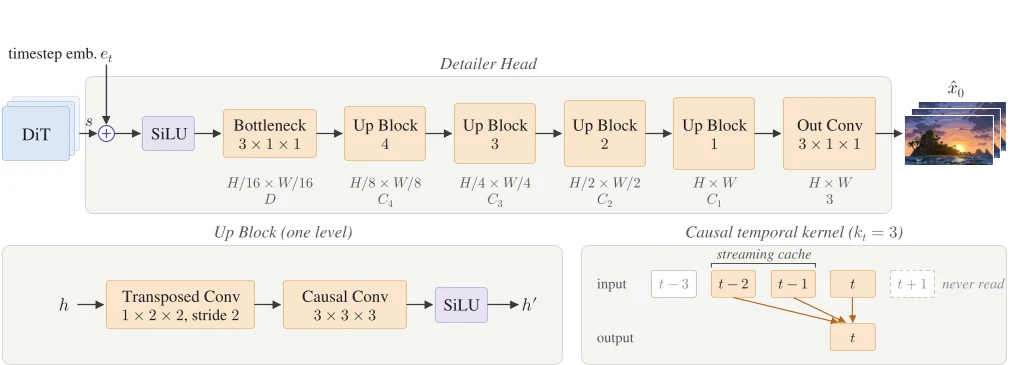 timestep emb. e_t
Detailer Head
x̂_0
DiT
s
+
SiLU
Bottleneck
3 × 1 × 1
Up Block
4
Up Block
3
Up Block
2
Up Block
1
Out Conv
3 × 1 × 1
H/16 × W/16
D
H/8 × W/8
C_4
H/4 × W/4
C_3
H/2 × W/2
C_2
H × W
C_1
H × W
3
Up Block (one level)
h
Transposed Conv
1 × 2 × 2, stride 2
Causal Conv
3 × 3 × 3
SiLU
h′
Causal temporal kernel (k_t = 3)
streaming cache
input
t − 3
t − 2
t − 1
t
t + 1
never read
output
t